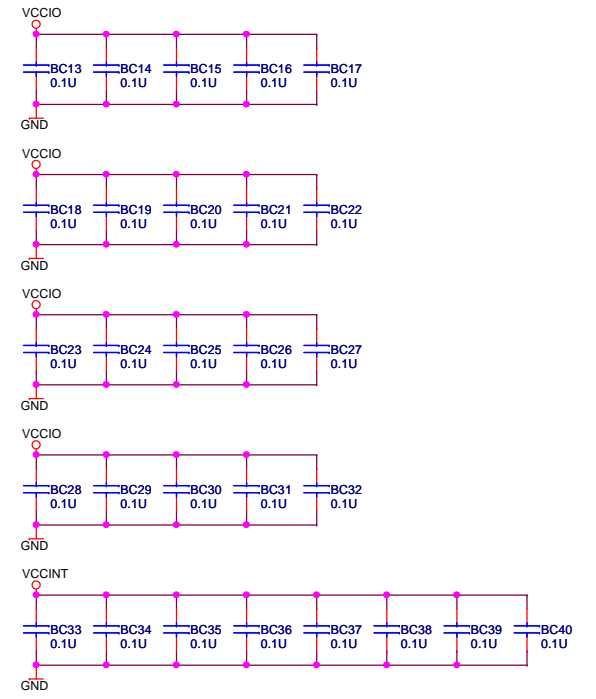 VCCIO
BC13 BC14 BC15 BC16 BC17
0.1U 0.1U 0.1U 0.1U 0.1U
GND
VCCIO
BC18 BC19 BC20 BC21 BC22
0.1U 0.1U 0.1U 0.1U 0.1U
GND
VCCIO
BC23 BC24 BC25 BC26 BC27
0.1U 0.1U 0.1U 0.1U 0.1U
GND
VCCIO
BC28 BC29 BC30 BC31 BC32
0.1U 0.1U 0.1U 0.1U 0.1U
GND
VCCINT
BC33 BC34 BC35 BC36 BC37 BC38 BC39 BC40
0.1U 0.1U 0.1U 0.1U 0.1U 0.1U 0.1U 0.1U
GND